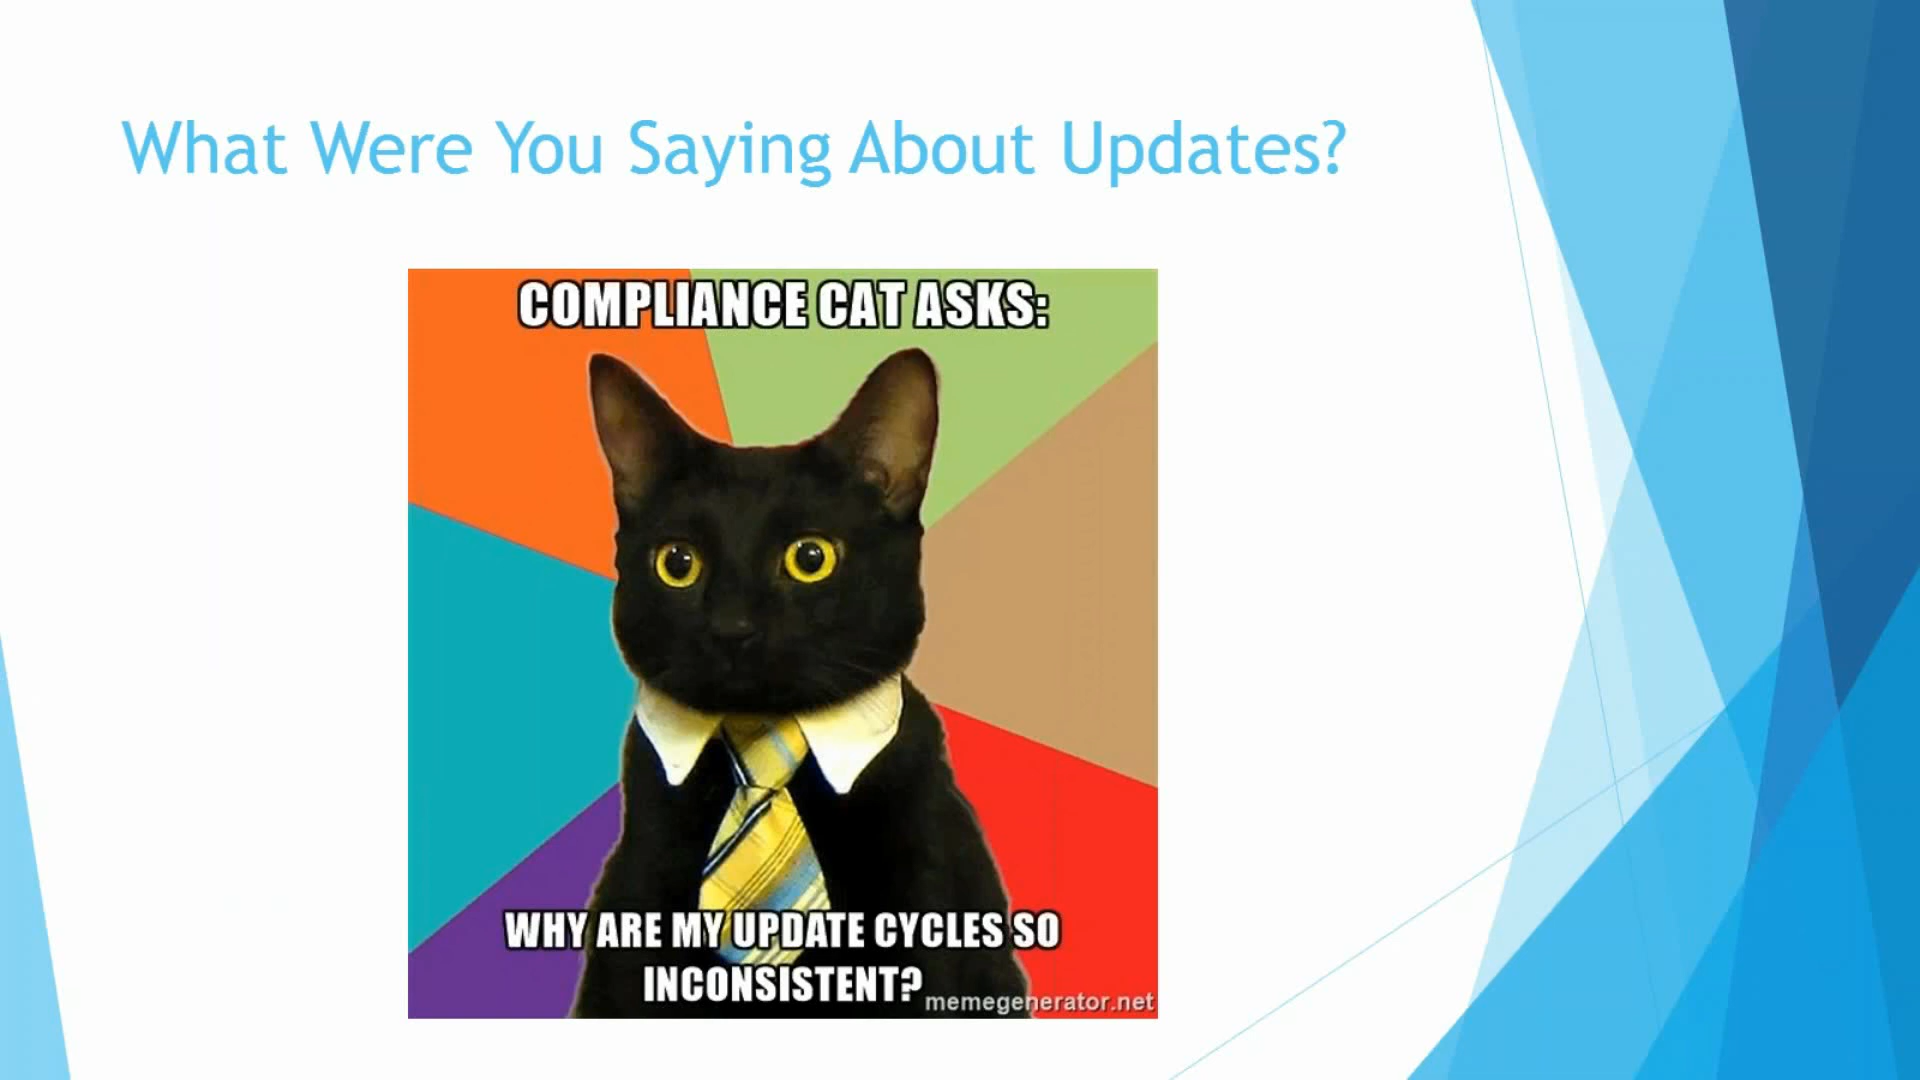 What Were You Saying About Updates?
COMPLIANCE CAT ASKS:
WHY ARE MY UPDATE CYCLES SO
INCONSISTENT?
memegenerator.net